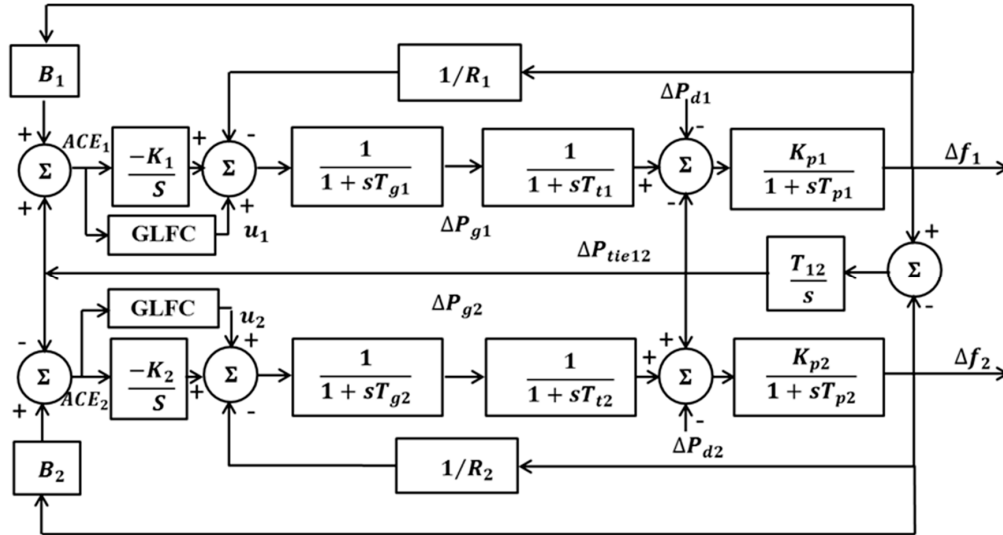 B₁
1/R₁
ΔP_d1
+
-
-
+
Σ
ACE₁
-K₁/S
+
Σ
1/(1 + sT_g1)
1/(1 + sT_t1)
+
Σ
K_p1/(1 + sT_p1)
Δf₁
+
+
-
GLFC
u₁
ΔP_g1
ΔP_tie12
T₁₂/s
+
Σ
-
GLFC
u₂
ΔP_g2
-
+
+
+
Σ
ACE₂
-K₂/S
+
Σ
1/(1 + sT_g2)
1/(1 + sT_t2)
+
Σ
K_p2/(1 + sT_p2)
Δf₂
+
-
-
ΔP_d2
B₂
1/R₂